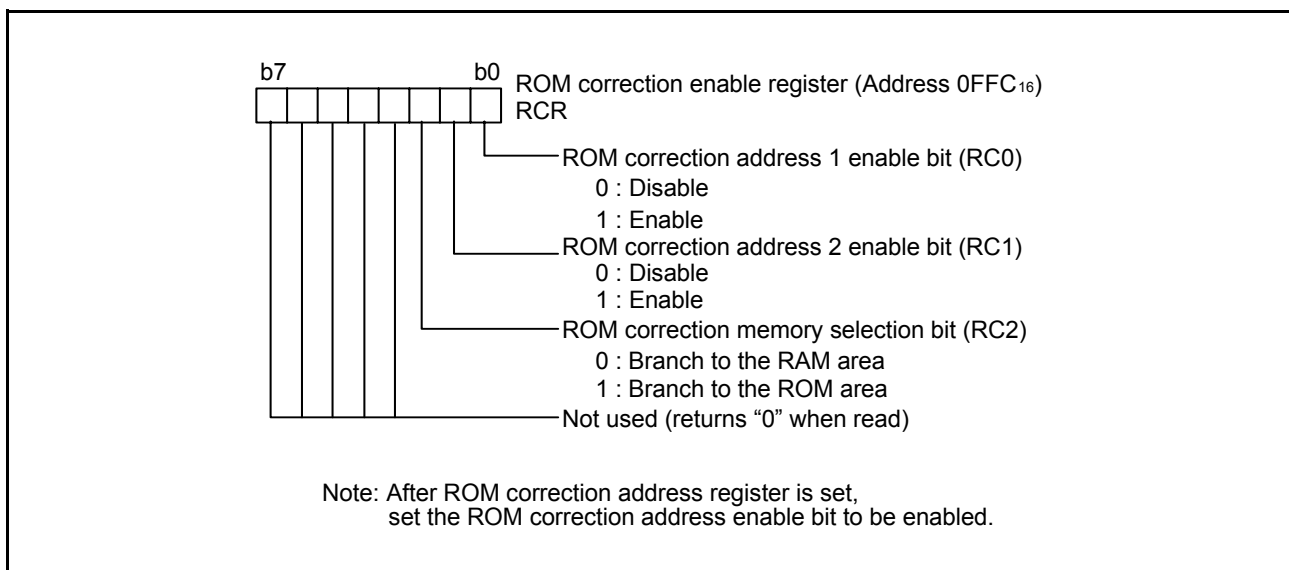 b7 b0
ROM correction enable register (Address 0FFC₁₆)
RCR
ROM correction address 1 enable bit (RC0)
0 : Disable
1 : Enable
ROM correction address 2 enable bit (RC1)
0 : Disable
1 : Enable
ROM correction memory selection bit (RC2)
0 : Branch to the RAM area
1 : Branch to the ROM area
Not used (returns “0” when read)
Note: After ROM correction address register is set,
set the ROM correction address enable bit to be enabled.